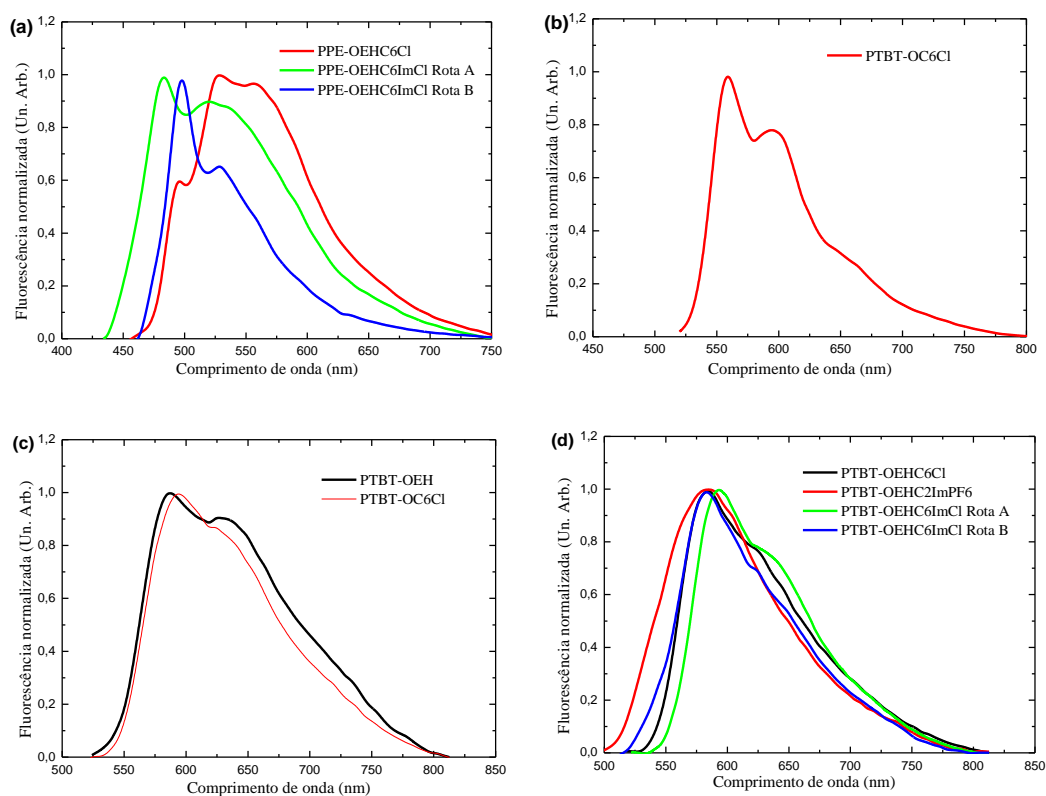 (a)
Fluorescência normalizada (Un. Arb.)
1,2
1,0
0,8
0,6
0,4
0,2
0,0
PPE-OEHC6Cl
PPE-OEHC6ImCl Rota A
PPE-OEHC6ImCl Rota B
400 450 500 550 600 650 700 750
Comprimento de onda (nm)
(b)
Fluorescência normalizada (Un. Arb.)
1,2
1,0
0,8
0,6
0,4
0,2
0,0
PTBT-OC6Cl
450 500 550 600 650 700 750 800
Comprimento de onda (nm)
(c)
Fluorescência normalizada (Un. Arb.)
1,2
1,0
0,8
0,6
0,4
0,2
0,0
PTBT-OEH
PTBT-OC6Cl
500 550 600 650 700 750 800 850
Comprimento de onda (nm)
(d)
Fluorescência normalizada (Un. Arb.)
1,2
1,0
0,8
0,6
0,4
0,2
0,0
PTBT-OEHC6Cl
PTBT-OEHC2ImPF6
PTBT-OEHC6ImCl Rota A
PTBT-OEHC6ImCl Rota B
500 550 600 650 700 750 800 850
Comprimento de onda (nm)